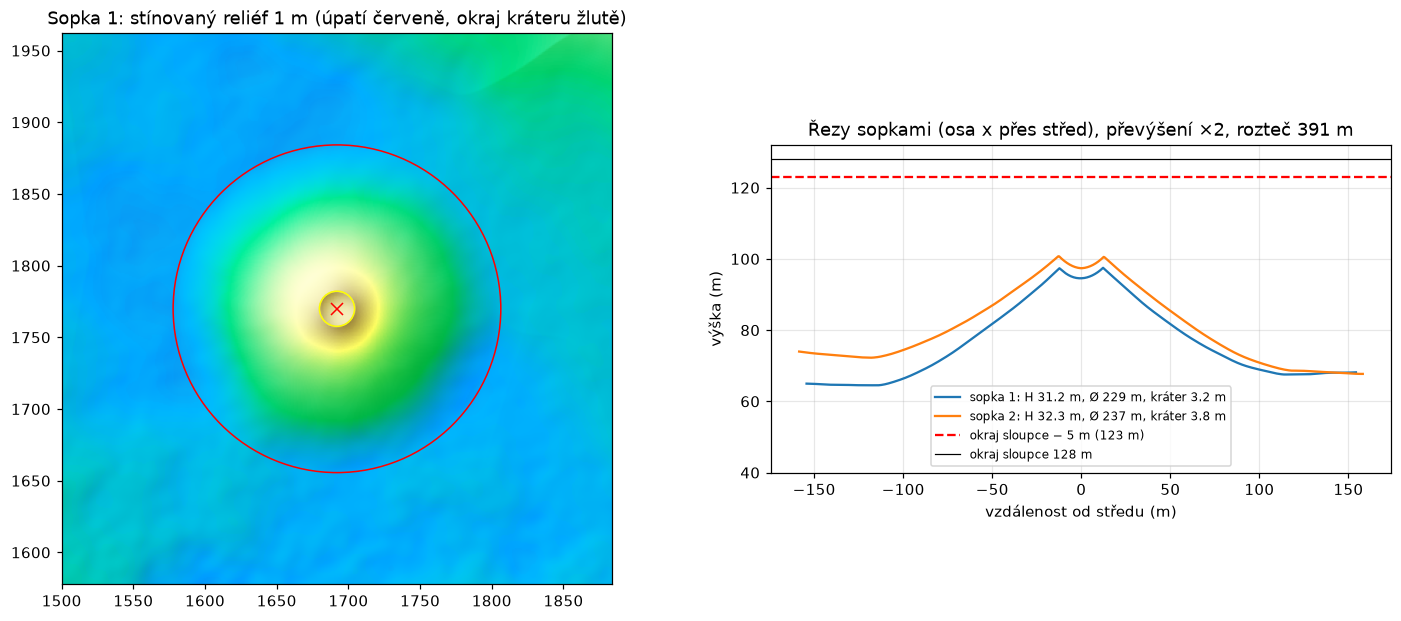 Sopka 1: stínovaný reliéf 1 m (úpatí červeně, okraj kráteru žlutě)
1950
1900
1850
1800
1750
1700
1650
1600
1500 1550 1600 1650 1700 1750 1800 1850
Řezy sopkami (osa x přes střed), převýšení ×2, rozteč 391 m
výška (m)
120
100
80
60
40
sopka 1: H 31.2 m, Ø 229 m, kráter 3.2 m
sopka 2: H 32.3 m, Ø 237 m, kráter 3.8 m
okraj sloupce − 5 m (123 m)
okraj sloupce 128 m
−150 −100 −50 0 50 100 150
vzdálenost od středu (m)